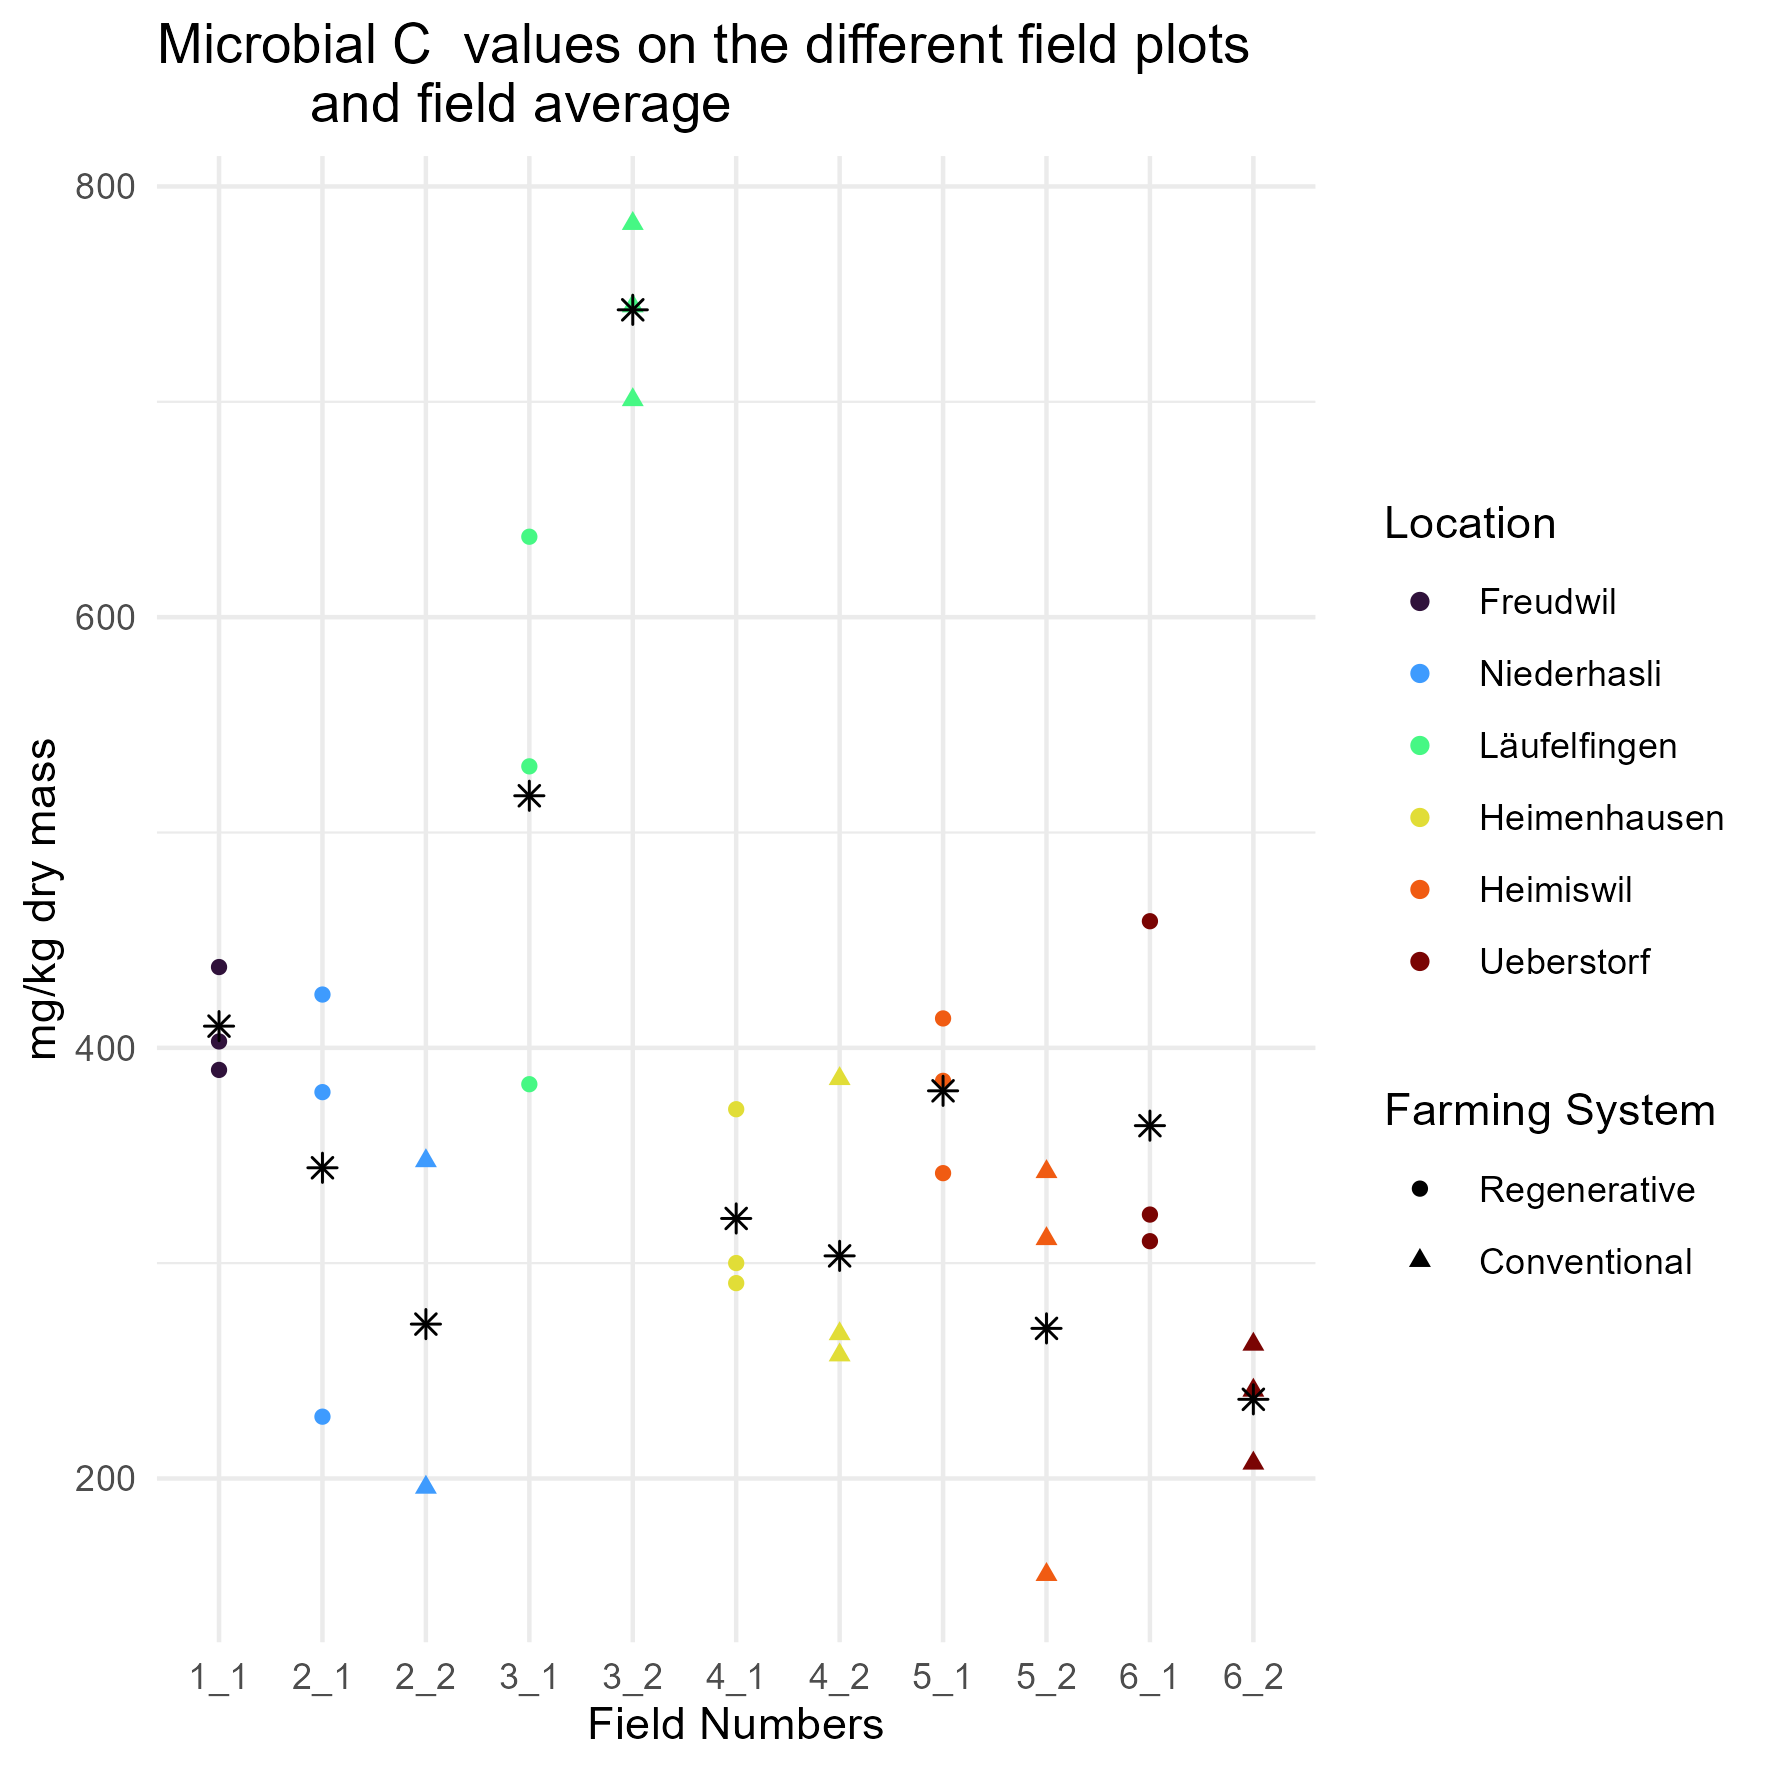 Microbial C  values on the different field plots
and field average
800
600
400
200
mg/kg dry mass
1_1 2_1 2_2 3_1 3_2 4_1 4_2 5_1 5_2 6_1 6_2
Field Numbers
Location
Freudwil
Niederhasli
Läufelfingen
Heimenhausen
Heimiswil
Ueberstorf
Farming System
Regenerative
Conventional